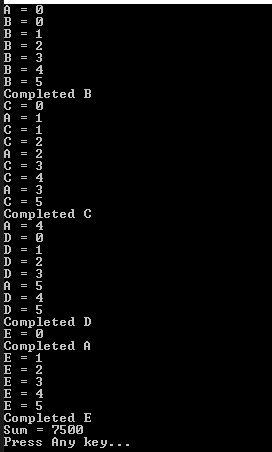 A = 0
B = 0
B = 1
B = 2
B = 3
B = 4
B = 5
Completed B
C = 0
A = 1
C = 1
C = 2
A = 2
C = 3
C = 4
A = 3
C = 5
Completed C
A = 4
D = 0
D = 1
D = 2
D = 3
A = 5
D = 4
D = 5
Completed D
E = 0
Completed A
E = 1
E = 2
E = 3
E = 4
E = 5
Completed E
Sum = 7500
Press Any key...